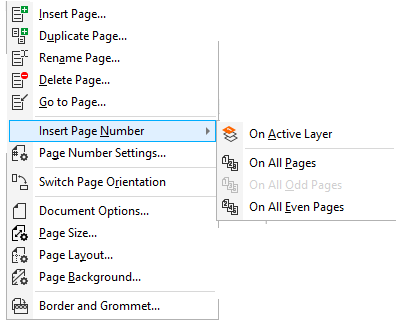 Insert Page...
Duplicate Page...
Rename Page...
Delete Page...
Go to Page...
Insert Page Number
Page Number Settings...
Switch Page Orientation
Document Options...
Page Size...
Page Layout...
Page Background...
Border and Grommet...
On Active Layer
On All Pages
On All Odd Pages
On All Even Pages